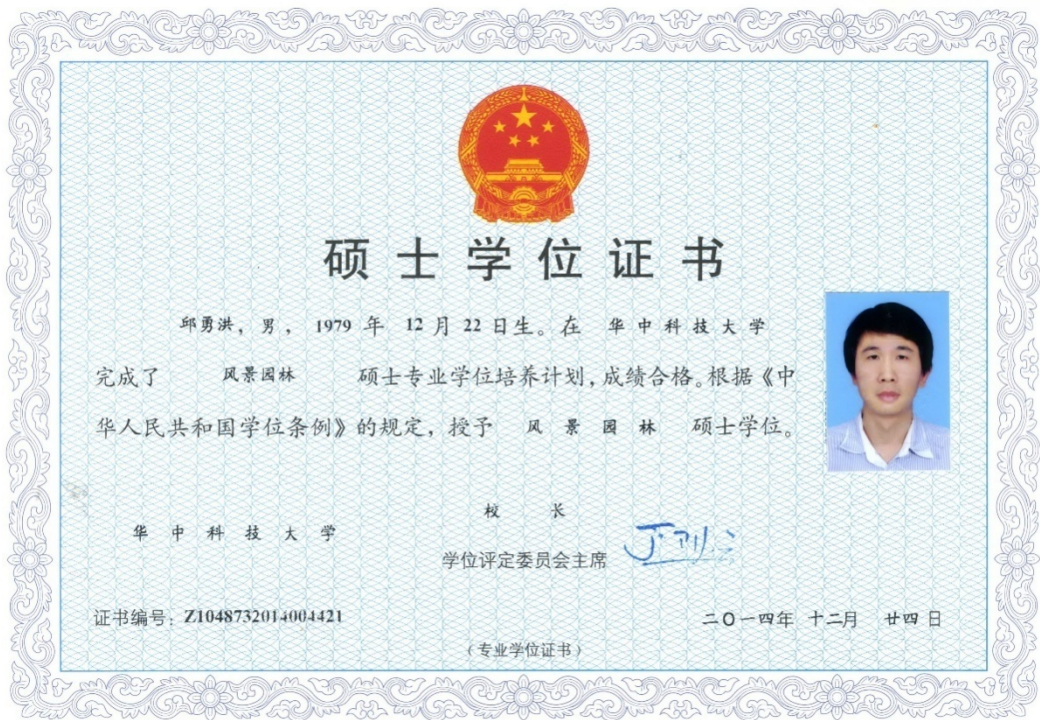 硕士学位证书
邱勇洪，男，1979 年 12 月 22 日生。在 华中科技大学
完成了 风景园林 硕士专业学位培养计划，成绩合格。根据《中
华人民共和国学位条例》的规定，授予 风景园林 硕士学位。
校 长
华中科技大学
学位评定委员会主席
证书编号：Z1048732014004421
二〇一四年 十二月 廿四日
（专业学位证书）